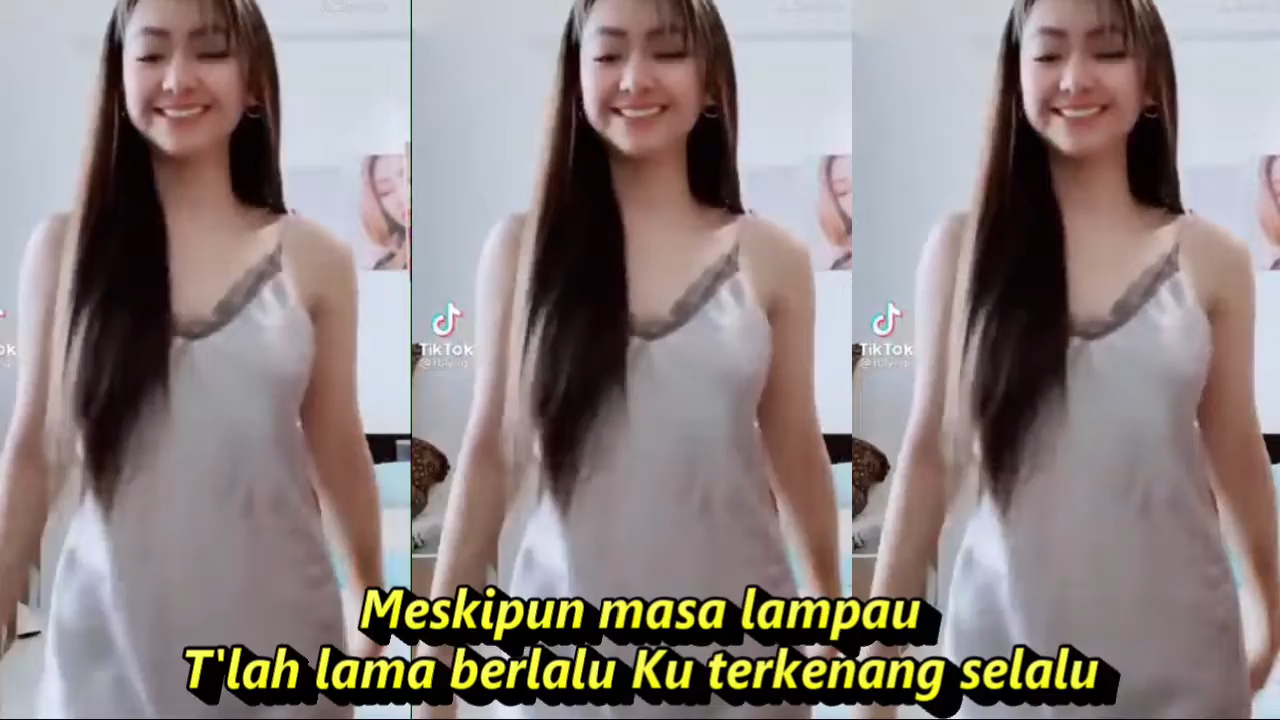 TikTok
TikTok
Meskipun masa lampau
T'lah lama berlalu Ku terkenang selalu